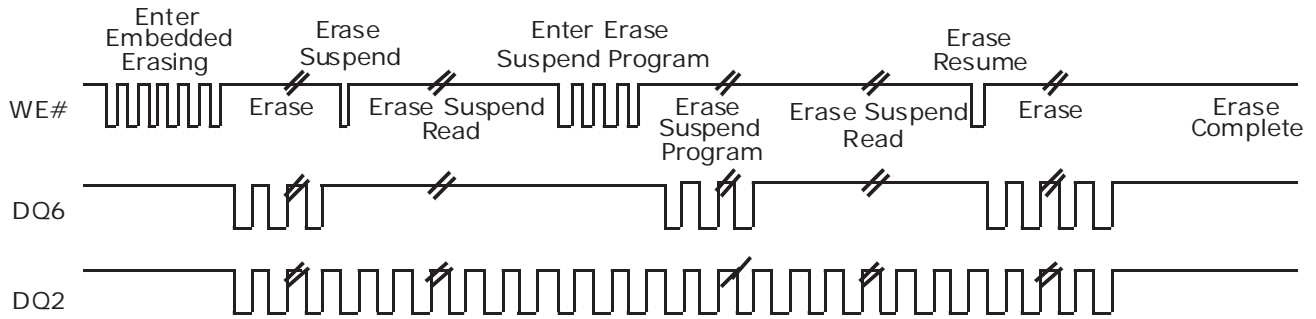 Enter
Embedded
Erasing
Erase
Suspend
Enter Erase
Suspend Program
Erase
Resume
WE#
Erase
Erase Suspend
Read
Erase
Suspend
Program
Erase Suspend
Read
Erase
Erase
Complete
DQ6
DQ2